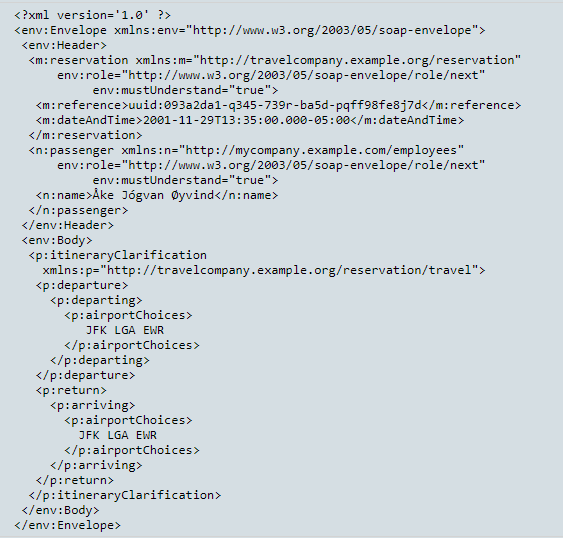 <?xml version='1.0' ?>
<env:Envelope xmlns:env="http://www.w3.org/2003/05/soap-envelope">
<env:Header>
<m:reservation xmlns:m="http://travelcompany.example.org/reservation"
env:role="http://www.w3.org/2003/05/soap-envelope/role/next"
env:mustUnderstand="true">
<m:reference>uuid:093a2da1-q345-739r-ba5d-pqff98fe8j7d</m:reference>
<m:dateAndTime>2001-11-29T13:35:00.000-05:00</m:dateAndTime>
</m:reservation>
<n:passenger xmlns:n="http://mycompany.example.com/employees"
env:role="http://www.w3.org/2003/05/soap-envelope/role/next"
env:mustUnderstand="true">
<n:name>Åke Jógvan Øyvind</n:name>
</n:passenger>
</env:Header>
<env:Body>
<p:itineraryClarification
xmlns:p="http://travelcompany.example.org/reservation/travel">
<p:departure>
<p:departing>
<p:airportChoices>
JFK LGA EWR
</p:airportChoices>
</p:departing>
</p:departure>
<p:return>
<p:arriving>
<p:airportChoices>
JFK LGA EWR
</p:airportChoices>
</p:arriving>
</p:return>
</p:itineraryClarification>
</env:Body>
</env:Envelope>